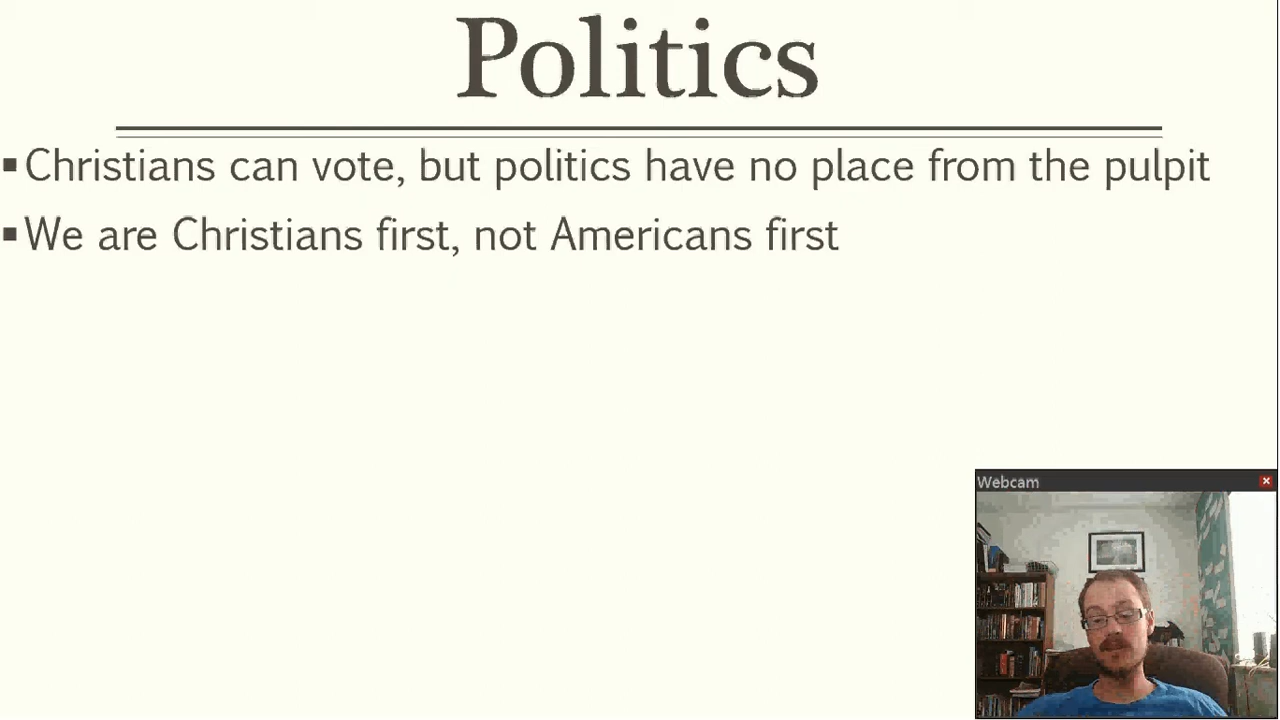 Politics
▪Christians can vote, but politics have no place from the pulpit
▪We are Christians first, not Americans first
Webcam